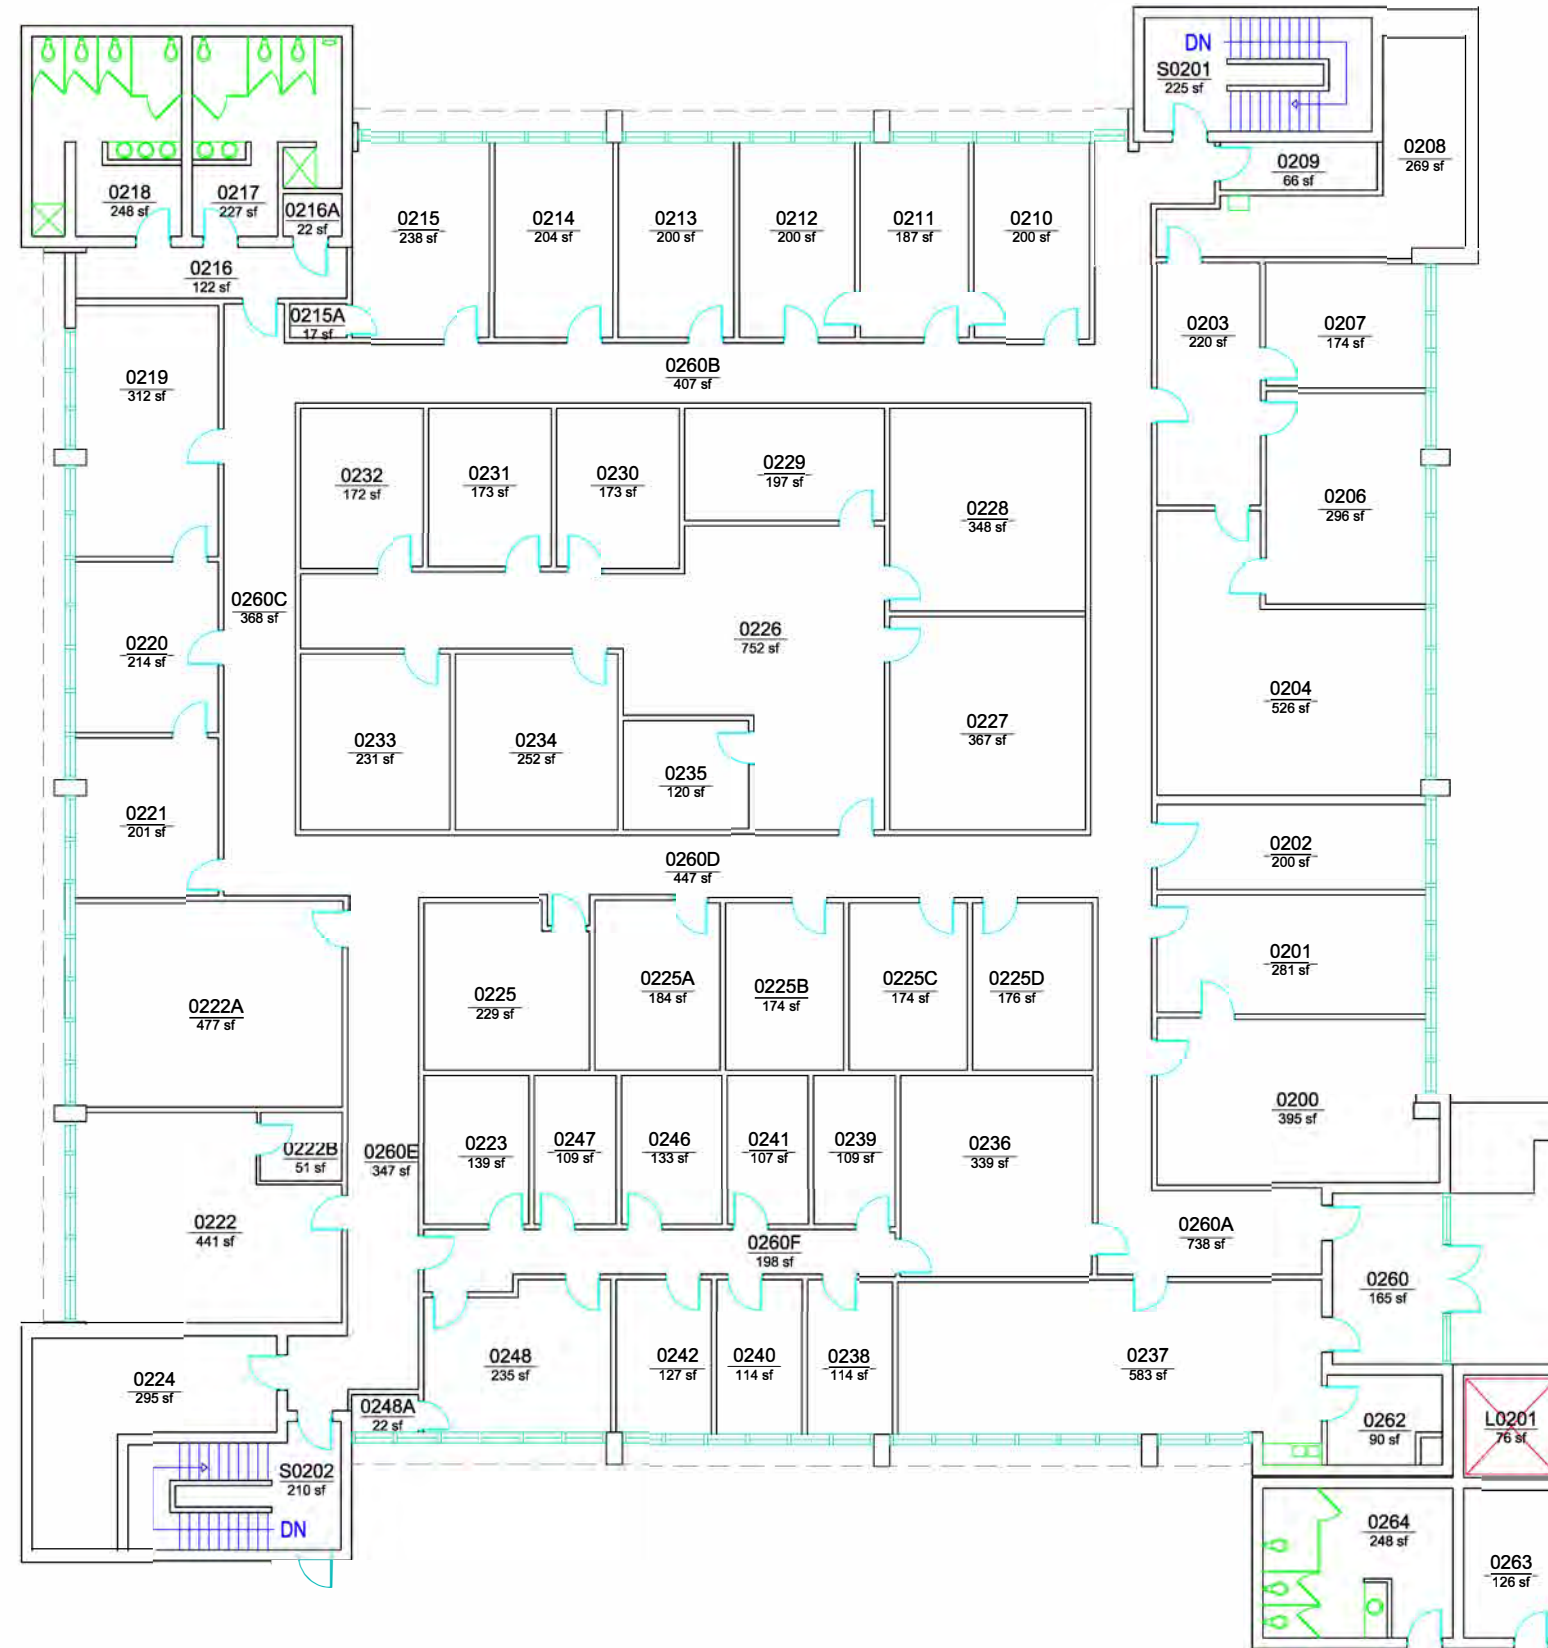 DN
S0201
225 sf
0208
269 sf
0209
66 sf
0218
248 sf
0217
227 sf
0216A
22 sf
0215
238 sf
0214
204 sf
0213
200 sf
0212
200 sf
0211
187 sf
0210
200 sf
0216
122 sf
0215A
17 sf
0203
220 sf
0207
174 sf
0219
312 sf
0260B
407 sf
0232
172 sf
0231
173 sf
0230
173 sf
0229
197 sf
0228
348 sf
0206
296 sf
0260C
368 sf
0220
214 sf
0226
752 sf
0204
526 sf
0233
231 sf
0234
252 sf
0235
120 sf
0227
367 sf
0221
201 sf
0260D
447 sf
0202
200 sf
0201
281 sf
0225
229 sf
0225A
184 sf
0225B
174 sf
0225C
174 sf
0225D
176 sf
0222A
477 sf
0200
395 sf
0222B
51 sf
0260E
347 sf
0223
139 sf
0247
109 sf
0246
133 sf
0241
107 sf
0239
109 sf
0236
339 sf
0222
441 sf
0260F
198 sf
0260A
738 sf
0260
165 sf
0224
295 sf
0248
235 sf
0242
127 sf
0240
114 sf
0238
114 sf
0237
583 sf
0248A
22 sf
0262
90 sf
L0201
76 sf
S0202
210 sf
DN
0264
248 sf
0263
126 sf